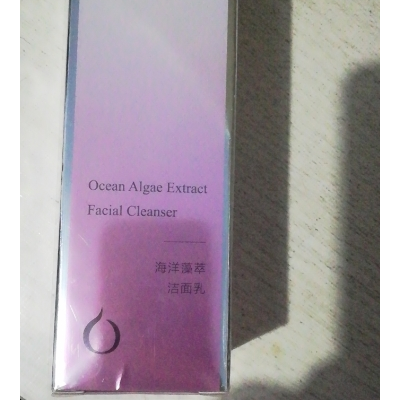 Ocean Algae Extract
Facial Cleanser
海洋藻萃
洁面乳